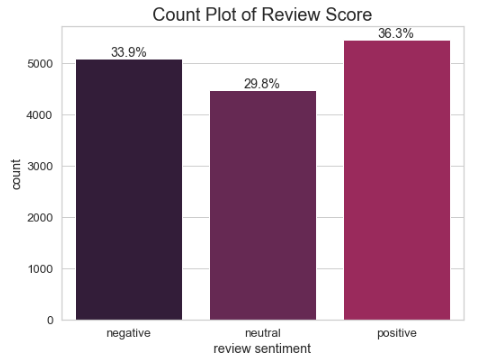 Count Plot of Review Score
36.3%
33.9%
29.8%
5000
4000
3000
2000
1000
0
count
negative neutral positive
review sentiment